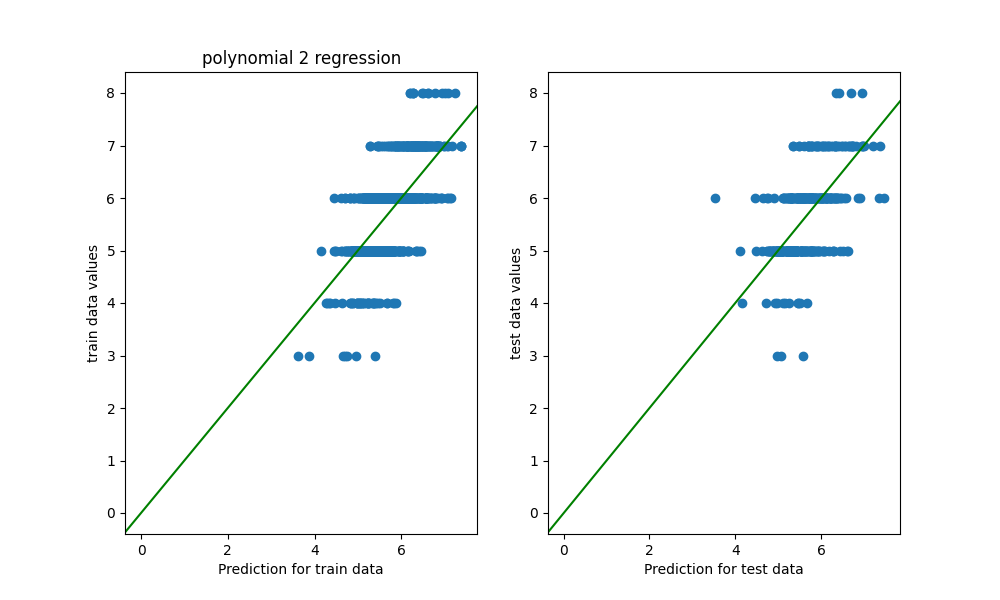 polynomial 2 regression
train data values
8
7
6
5
4
3
2
1
0
0 2 4 6
Prediction for train data
test data values
8
7
6
5
4
3
2
1
0
0 2 4 6
Prediction for test data